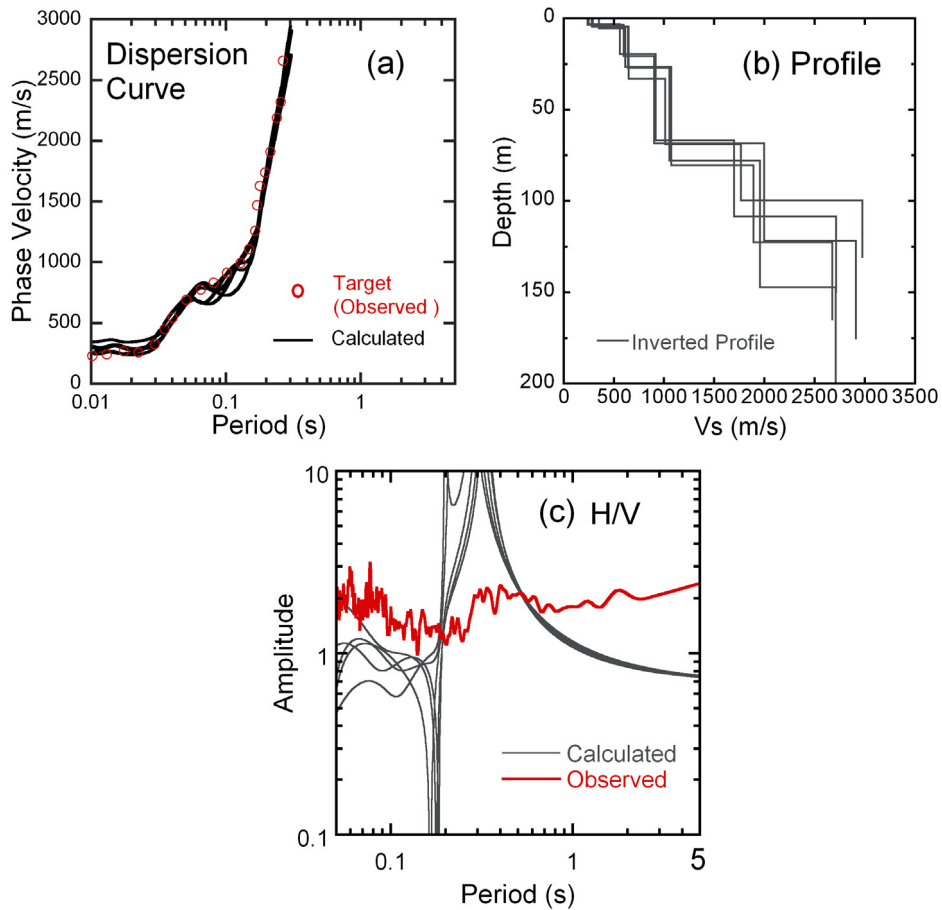 3000
2500
2000
1500
1000
500
0
Phase Velocity (m/s)
Dispersion
Curve
(a)
Target
(Observed )
Calculated
0.01
0.1
1
Period (s)
0
50
100
150
200
Depth (m)
(b) Profile
Inverted Profile
0 500 1000 1500 2000 2500 3000 3500
Vs (m/s)
10
1
0.1
Amplitude
(c) H/V
Calculated
Observed
0.1
1
5
Period (s)